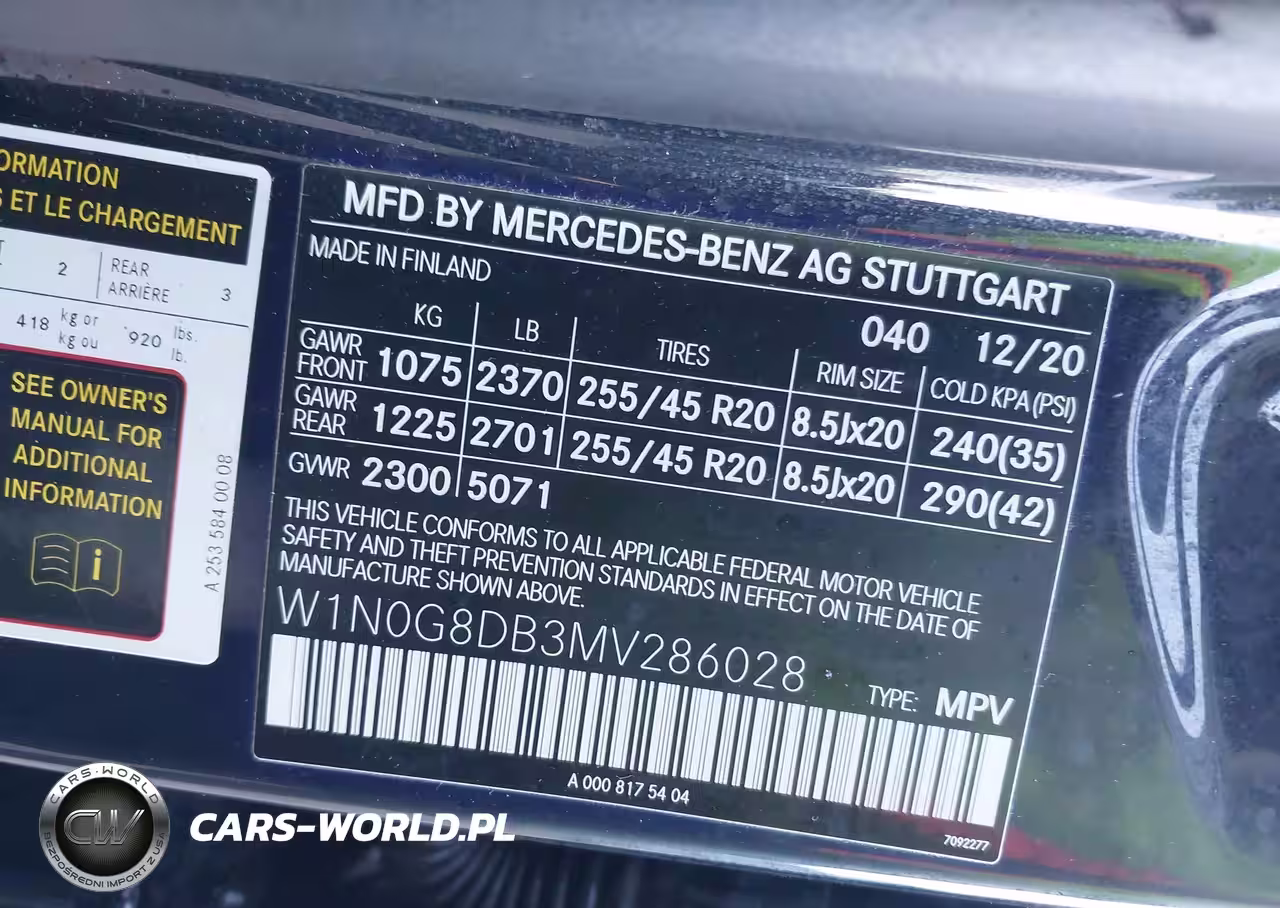 ORMATION
S ET LE CHARGEMENT
2 REAR ARRIÈRE 3
418 kg or kg ou 920 lbs. lb.
SEE OWNER'S
MANUAL FOR
ADDITIONAL
INFORMATION
i
A 253 584 00 08
MFD BY MERCEDES-BENZ AG STUTTGART
MADE IN FINLAND
040 12/20
KG LB TIRES RIM SIZE COLD KPA (PSI)
GAWR FRONT 1075 2370 255/45 R20 8.5Jx20 240(35)
GAWR REAR 1225 2701 255/45 R20 8.5Jx20 290(42)
GVWR 2300 5071
THIS VEHICLE CONFORMS TO ALL APPLICABLE FEDERAL MOTOR VEHICLE
SAFETY AND THEFT PREVENTION STANDARDS IN EFFECT ON THE DATE OF
MANUFACTURE SHOWN ABOVE.
W1N0G8DB3MV286028
TYPE: MPV
A 000 817 54 04
7092277
CARS-WORLD
CW
BEZPOŚREDNI IMPORT Z USA
CARS-WORLD.PL